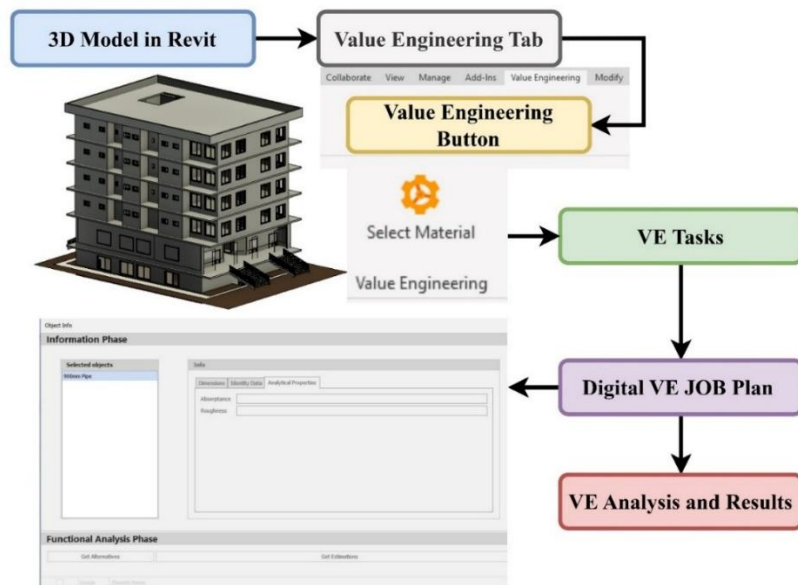 3D Model in Revit
Value Engineering Tab
Collaborate View Manage Add-Ins Value Engineering Modify
Value Engineering
Button
Select Material
Value Engineering
VE Tasks
Digital VE JOB Plan
VE Analysis and Results
Object Info
Information Phase
Selected objects
Info
Pipe
Dimensions Identity Data Analytical Properties
Absorptance
Roughness
Functional Analysis Phase
Get Alternatives Get Estimations